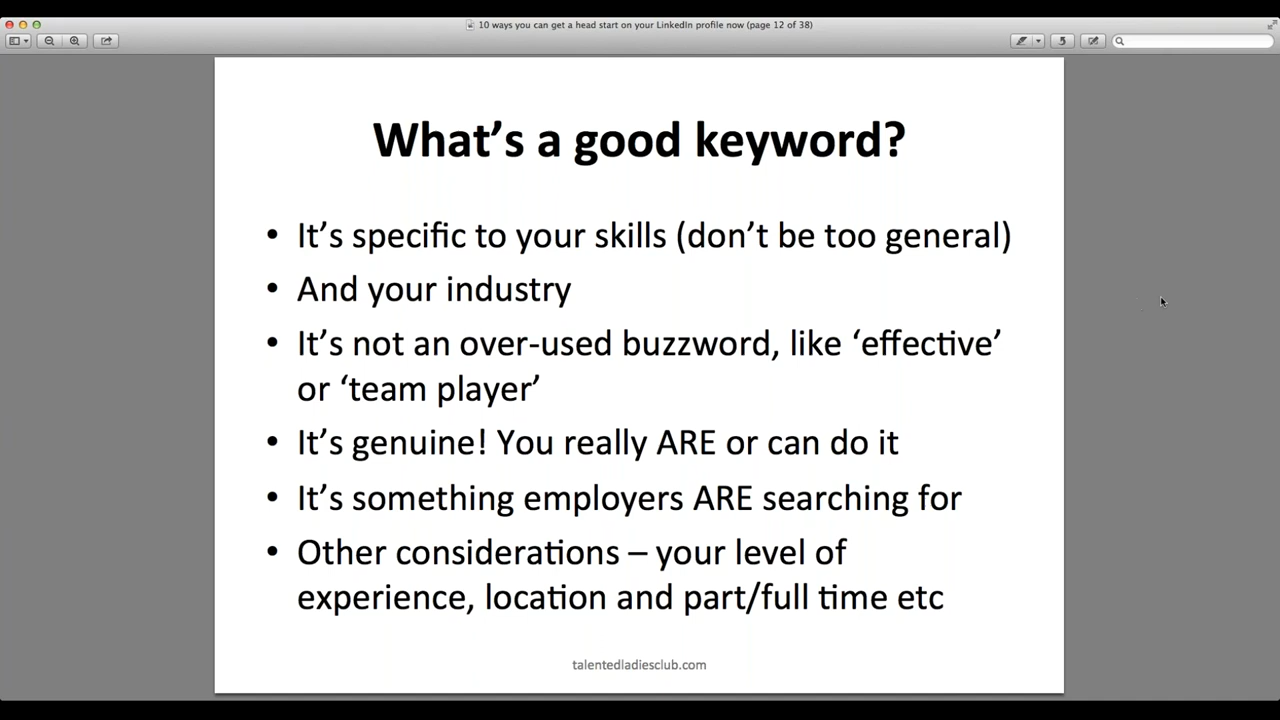 10 ways you can get a head start on your LinkedIn profile now (page 12 of 38)
What’s a good keyword?
• It’s specific to your skills (don’t be too general)
• And your industry
• It’s not an over-used buzzword, like ‘effective’
or ‘team player’
• It’s genuine! You really ARE or can do it
• It’s something employers ARE searching for
• Other considerations – your level of
experience, location and part/full time etc
talentedladiesclub.com